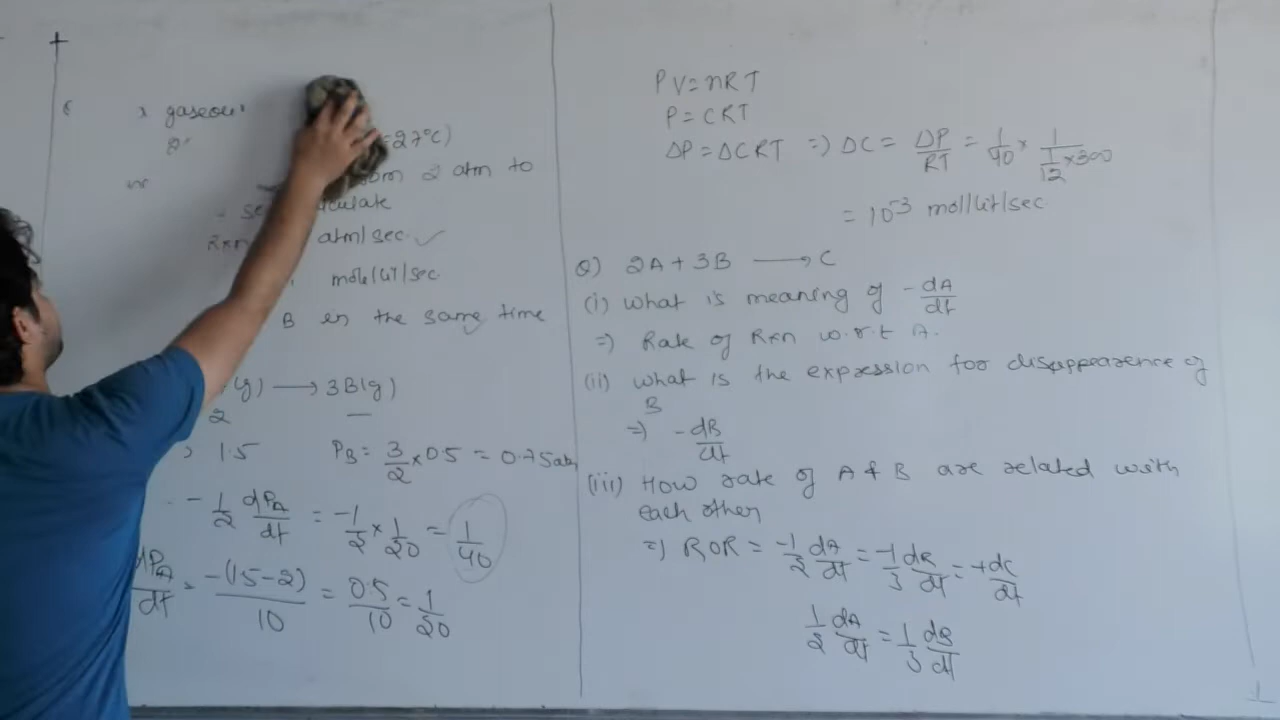 gaseou
=27°C)
2 atm to
Rxn atm/sec. ✓
mole/lit/sec.
B in the same time
g) ⟶ 3B(g)
2 —
1.5 P_B = 3/2 × 0.5 = 0.75 atm
- 1/2 dP_A/dt = -1/2 × 1/20 = 1/40
dP_A/dt = -(1.5-2)/10 = 0.5/10 = 1/20
PV = nRT
P = CRT
ΔP = ΔCRT ⇒ ΔC = ΔP/RT = 1/40 × 1/(1/12 × 300)
= 10⁻³ mol/lit/sec
Q) 2A + 3B ⟶ C
(i) What is meaning of - dA/dt
⇒ Rate of Rxn w.r.t A.
(ii) What is the expression for disappearence of
B
⇒ - dB/dt
(iii) How rate of A & B are related with
each other
⇒ ROR = -1/2 dA/dt = -1/3 dB/dt = + dc/dt
1/2 dA/dt = 1/3 dB/dt